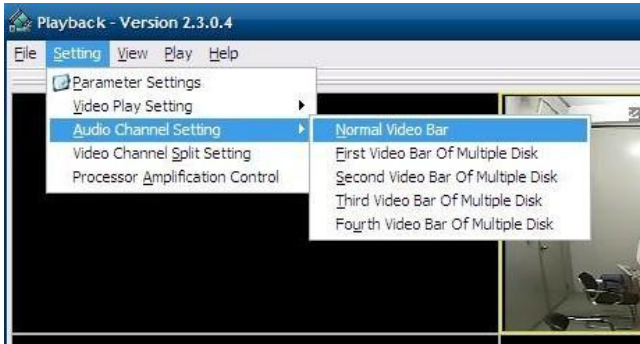 Playback - Version 2.3.0.4
File Setting View Play Help
Parameter Settings
Video Play Setting
Audio Channel Setting
Video Channel Split Setting
Processor Amplification Control
Normal Video Bar
First Video Bar Of Multiple Disk
Second Video Bar Of Multiple Disk
Third Video Bar Of Multiple Disk
Fourth Video Bar Of Multiple Disk